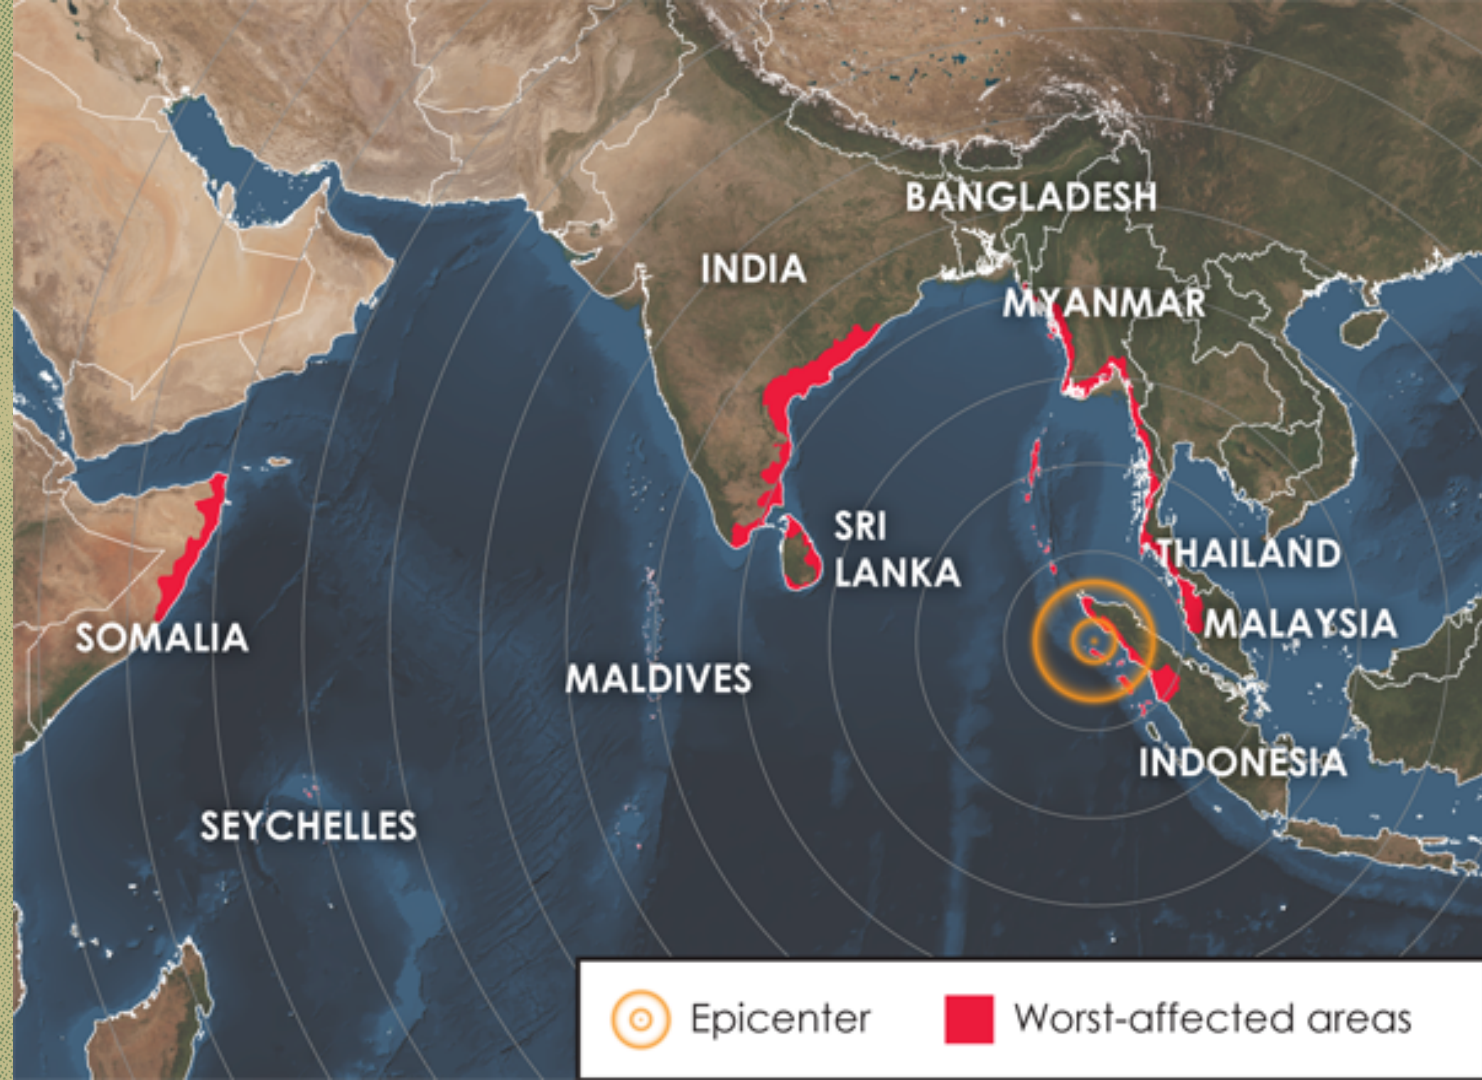 BANGLADESH
INDIA
MYANMAR
SRI
LANKA
THAILAND
MALAYSIA
SOMALIA
MALDIVES
INDONESIA
SEYCHELLES
Epicenter
Worst-affected areas